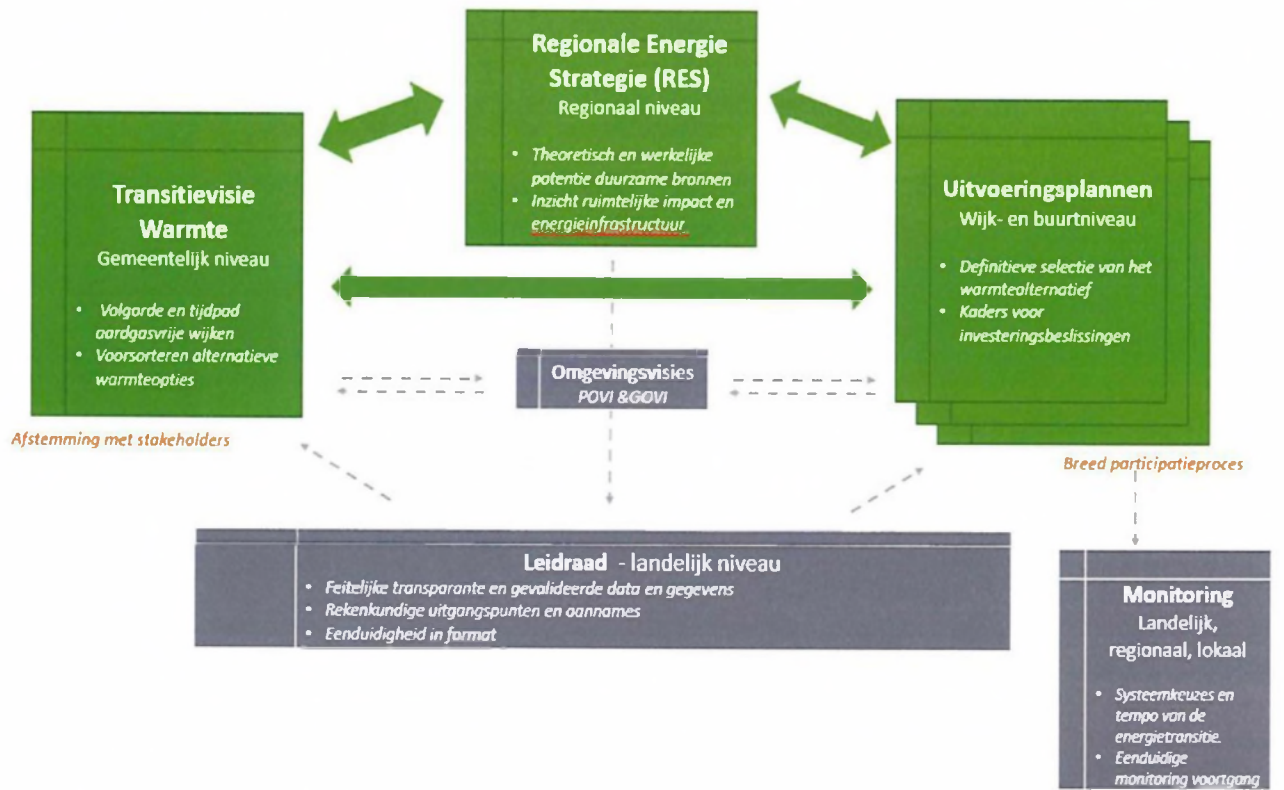 Regionale Energie
Strategie (RES)
Regionaal niveau
• Theoretisch en werkelijke
potentie duurzame bronnen
• Inzicht ruimtelijke impact en
energieinfrastructuur
Transitievisie
Warmte
Gemeentelijk niveau
• Volgorde en tijdpad
aardgasvrije wijken
• Voorsorteren alternatieve
warmteopties
Afstemming met stakeholders
Uitvoeringsplannen
Wijk- en buurtniveau
• Definitieve selectie van het
warmtealternatief
• Kaders voor
investeringsbeslissingen
Breed participatieproces
Omgevingsvisies
POVI &GOVI
Leidraad - landelijk niveau
• Feitelijke transparante en gevalideerde data en gegevens
• Rekenkundige uitgangspunten en aannames
• Eenduidigheid in format
Monitoring
Landelijk,
regionaal, lokaal
• Systeemkeuzes en
tempo van de
energietransitie.
• Eenduidige
monitoring voortgang